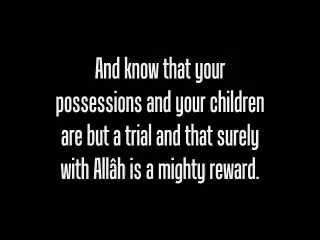 And know that your
possessions and your children
are but a trial and that surely
with Allâh is a mighty reward.